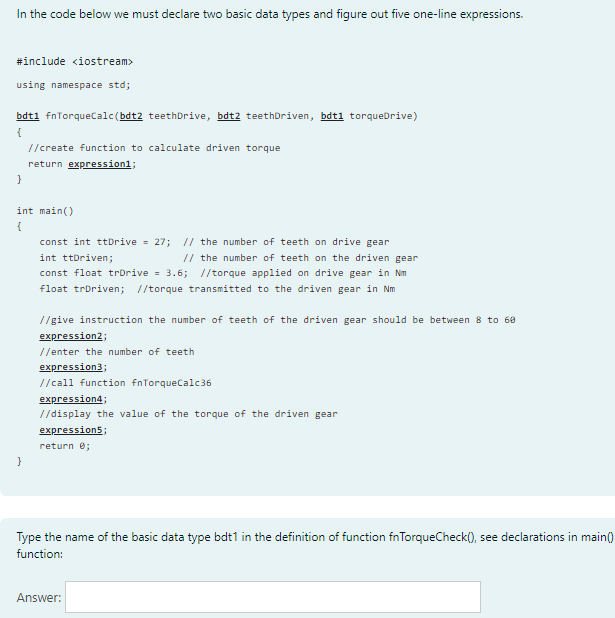 In the code below we must declare two basic data types and figure out five one-line expressions.
#include <iostream>
using namespace std;
bdt1 fnTorqueCalc(bdt2 teethDrive, bdt2 teethDriven, bdt1 torqueDrive)
{
//create function to calculate driven torque
return expression1;
}
int main()
{
const int ttDrive = 27; // the number of teeth on drive gear
int ttDriven; // the number of teeth on the driven gear
const float trDrive = 3.6; //torque applied on drive gear in Nm
float trDriven; //torque transmitted to the driven gear in Nm
//give instruction the number of teeth of the driven gear should be between 8 to 60
expression2;
//enter the number of teeth
expression3;
//call function fnTorqueCalc36
expression4;
//display the value of the torque of the driven gear
expression5;
return 0;
}
Type the name of the basic data type bdt1 in the definition of function fnTorqueCheck(), see declarations in main()
function:
Answer: